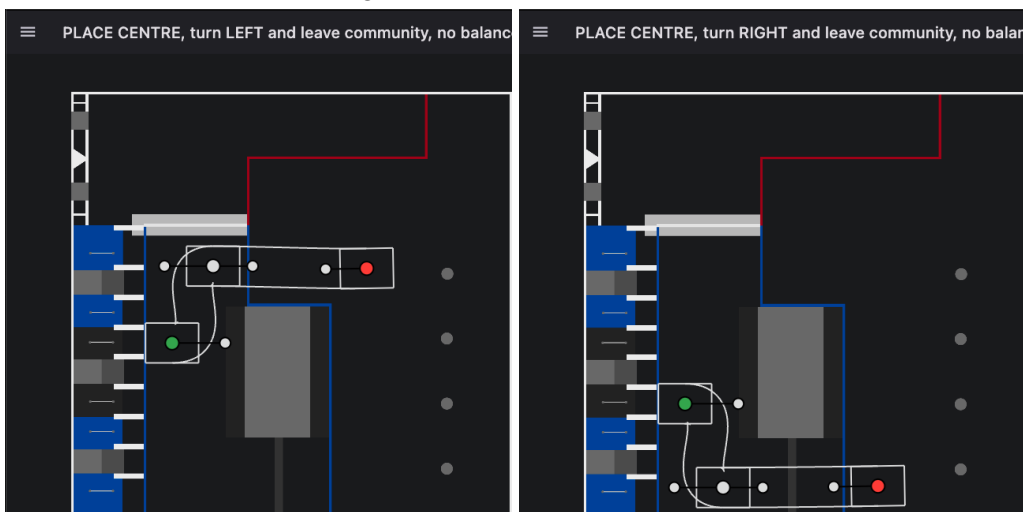 PLACE CENTRE, turn LEFT and leave community, no balanc
PLACE CENTRE, turn RIGHT and leave community, no balan